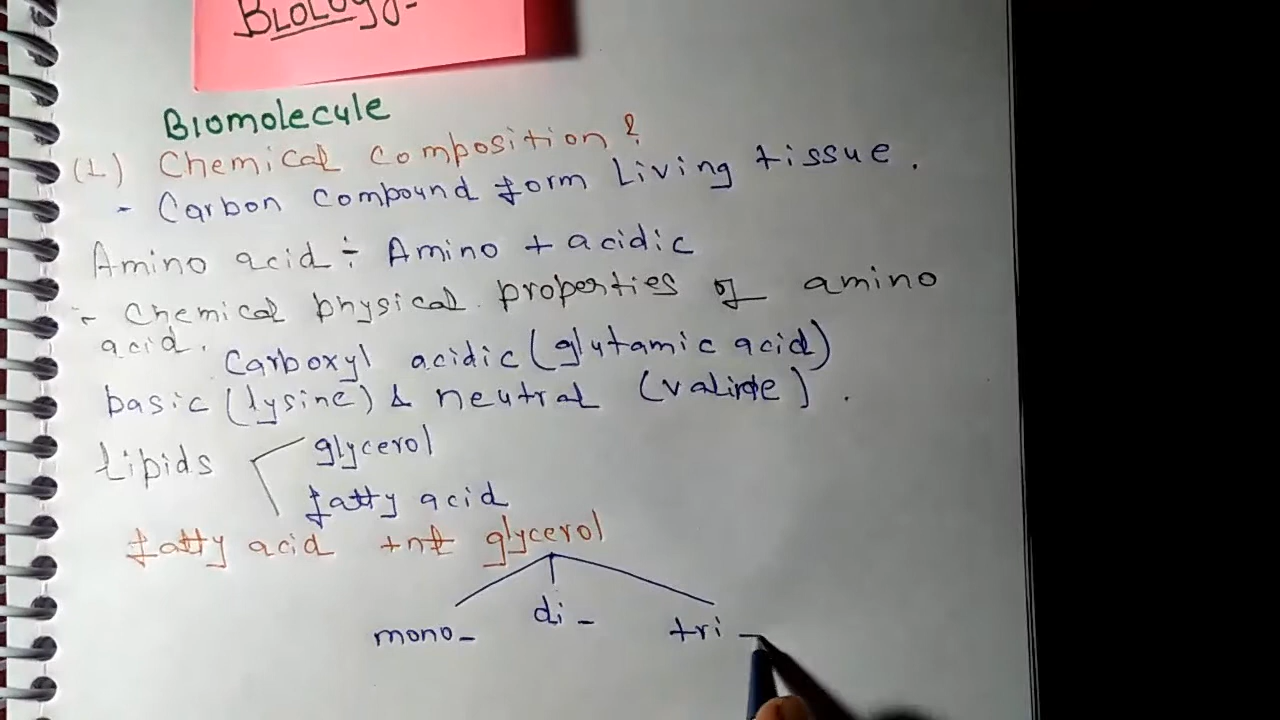 BIOLOGY.
Biomolecule
(1) Chemical composition?
- Carbon compound form Living tissue.
Amino acid ÷ Amino + acidic
- Chemical physical properties of amino
acid.
Carboxyl acidic (glutamic acid)
basic (lysine) & neutral (valine).
Lipids
glycerol
fatty acid
fatty acid glycerol
mono- di- tri-